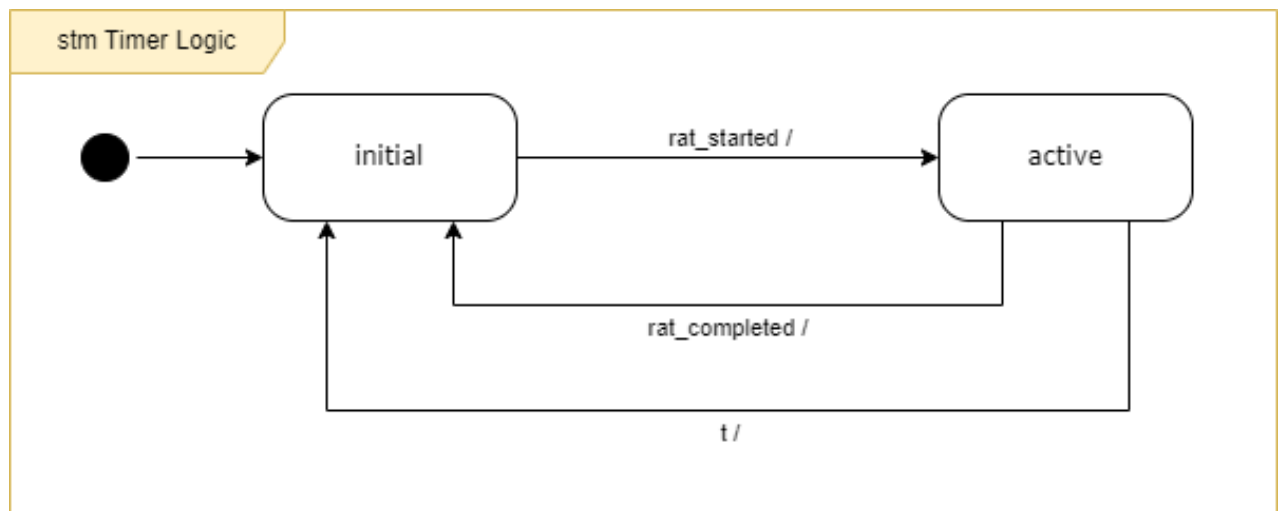 stm Timer Logic
initial
rat_started /
active
rat_completed /
t /